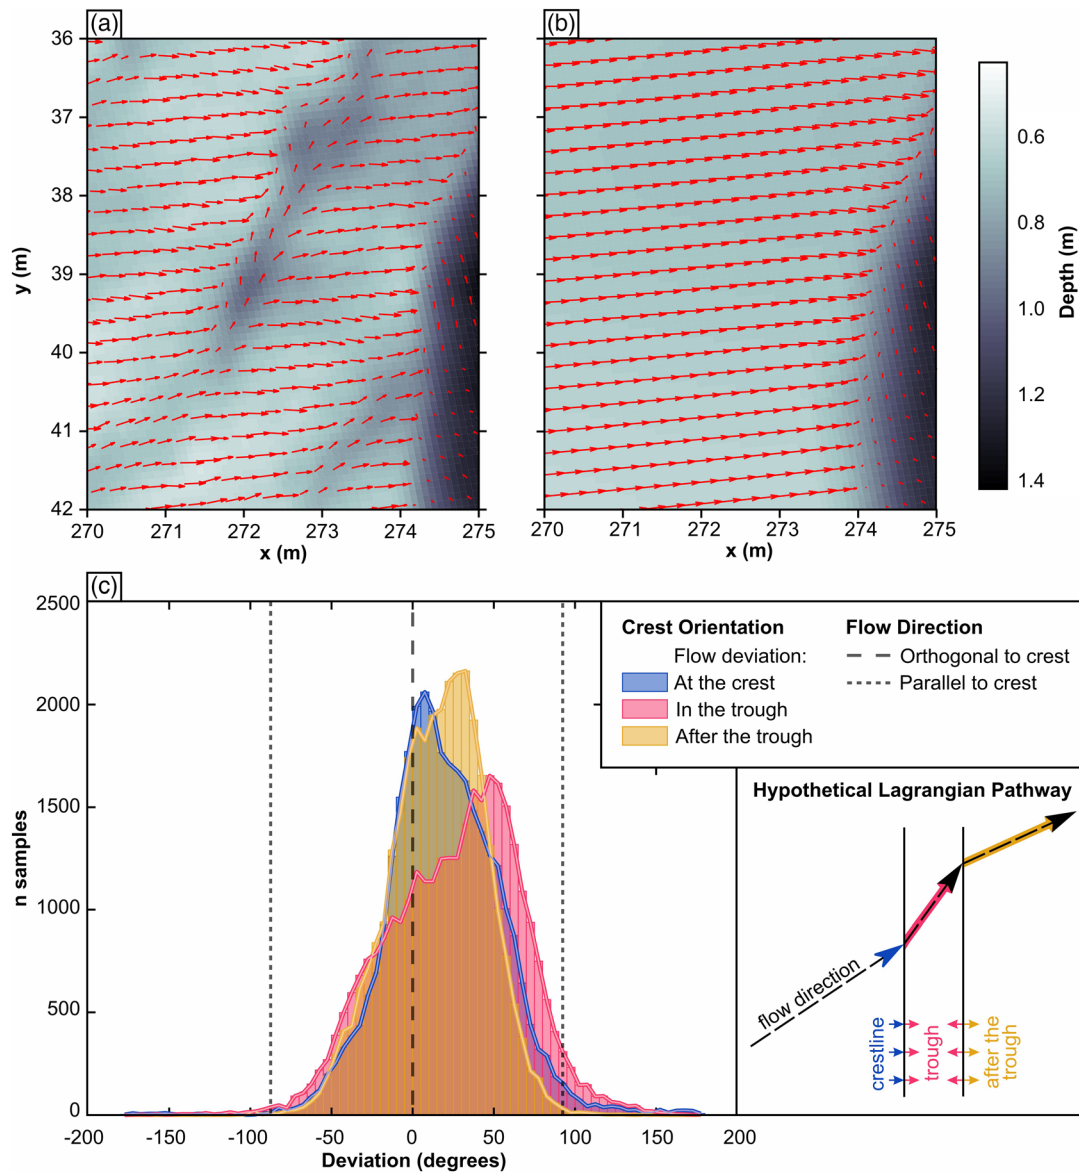 (a)
(b)
36
37
38
39
40
41
42
y (m)
270
271
272
273
274
275
x (m)
270
271
272
273
274
275
x (m)
0.6
0.8
1.0
1.2
1.4
Depth (m)
(c)
2500
2000
1500
1000
500
0
n samples
-200
-150
-100
-50
0
50
100
150
200
Deviation (degrees)
Crest Orientation
Flow deviation:
At the crest
In the trough
After the trough
Flow Direction
Orthogonal to crest
Parallel to crest
Hypothetical Lagrangian Pathway
flow direction
crestline
trough
after the
trough